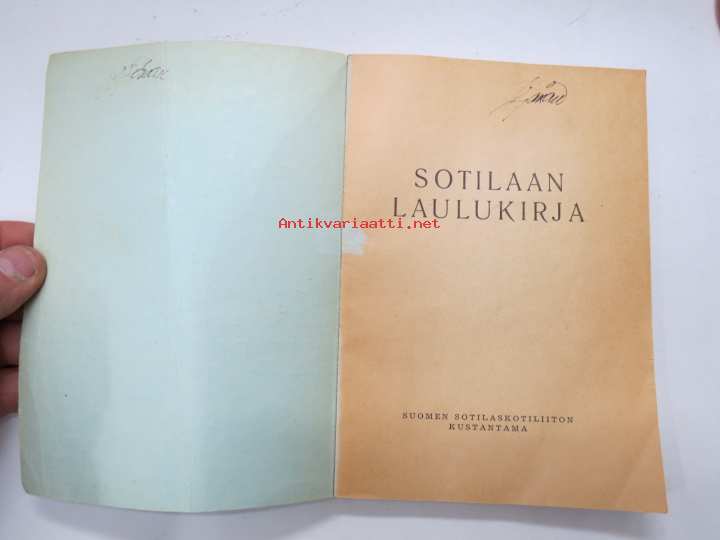 SOTILAAN
LAULUKIRJA
Antikvariaatti.net
SUOMEN SOTILASKOTILIITON
KUSTANTAMA